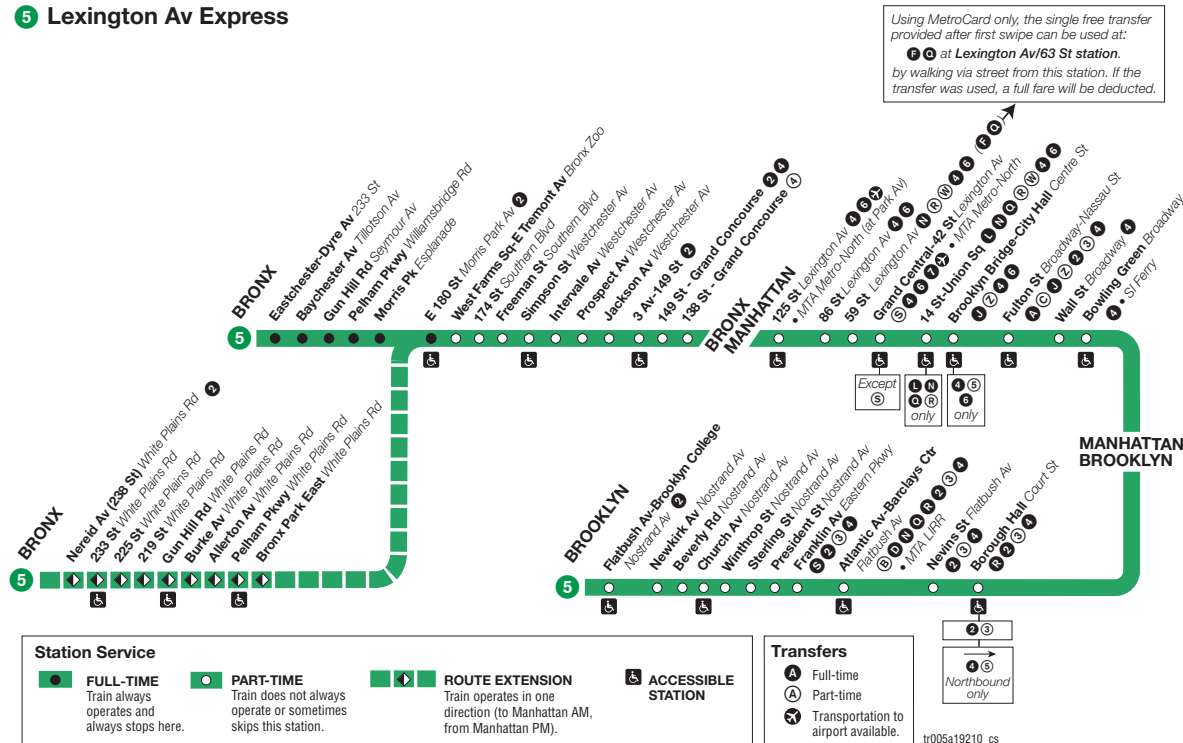 5 Lexington Av Express
Using MetroCard only, the single free transfer
provided after first swipe can be used at:
F Q at Lexington Av/63 St station.
by walking via street from this station. If the
transfer was used, a full fare will be deducted.
BRONX
5
Eastchester-Dyre Av 233 St
Baychester Av Tillotson Av
Gun Hill Rd Seymour Av
Pelham Pkwy Williamsbridge Rd
Morris Pk Esplanade
E 180 St Morris Park Av 2
West Farms Sq-E Tremont Av Bronx Zoo
174 St Southern Blvd
Freeman St Southern Blvd
Simpson St Westchester Av
Intervale Av Westchester Av
Prospect Av Westchester Av
Jackson Av Westchester Av
3 Av-149 St 2
149 St - Grand Concourse 2 4
138 St - Grand Concourse 4
BRONX
MANHATTAN
125 St Lexington Av 4 6
• MTA Metro-North (at Park Av)
86 St Lexington Av 4 6
59 St Lexington Av N R W 4 6 (F Q)
Grand Central-42 St Lexington Av
S 4 6 7 • MTA Metro-North
14 St-Union Sq L N Q R W 4 6
Brooklyn Bridge-City Hall Centre St
J Z 4 6
Fulton St Broadway-Nassau St
A C J Z 2 3 4
Wall St Broadway 4
Bowling Green Broadway
4 • SI Ferry
Except
S
L N
Q R
only
4 5
6
only
MANHATTAN
BROOKLYN
BRONX
5
Nereid Av (238 St) White Plains Rd 2
233 St White Plains Rd
225 St White Plains Rd
219 St White Plains Rd
Gun Hill Rd White Plains Rd
Burke Av White Plains Rd
Allerton Av White Plains Rd
Pelham Pkwy White Plains Rd
Bronx Park East White Plains Rd
BROOKLYN
5
Flatbush Av-Brooklyn College
Nostrand Av 2
Newkirk Av Nostrand Av
Beverly Rd Nostrand Av
Church Av Nostrand Av
Winthrop St Nostrand Av
Sterling St Nostrand Av
President St Nostrand Av
Franklin Av Eastern Pkwy
S 2 3 4
Atlantic Av-Barclays Ctr
Flatbush Av
B D N Q R 2 3 4
• MTA LIRR
Nevins St Flatbush Av
2 3 4
Borough Hall Court St
R 2 3 4
2 3
4 5
Northbound
only
Station Service
FULL-TIME
Train always
operates and
always stops here.
PART-TIME
Train does not always
operate or sometimes
skips this station.
ROUTE EXTENSION
Train operates in one
direction (to Manhattan AM,
from Manhattan PM).
ACCESSIBLE
STATION
Transfers
A Full-time
A Part-time
Transportation to
airport available.
tr005a19210_cs